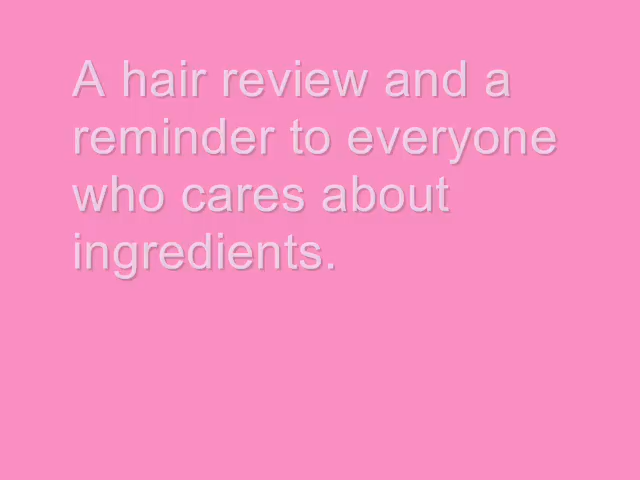 A hair review and a
reminder to everyone
who cares about
ingredients.